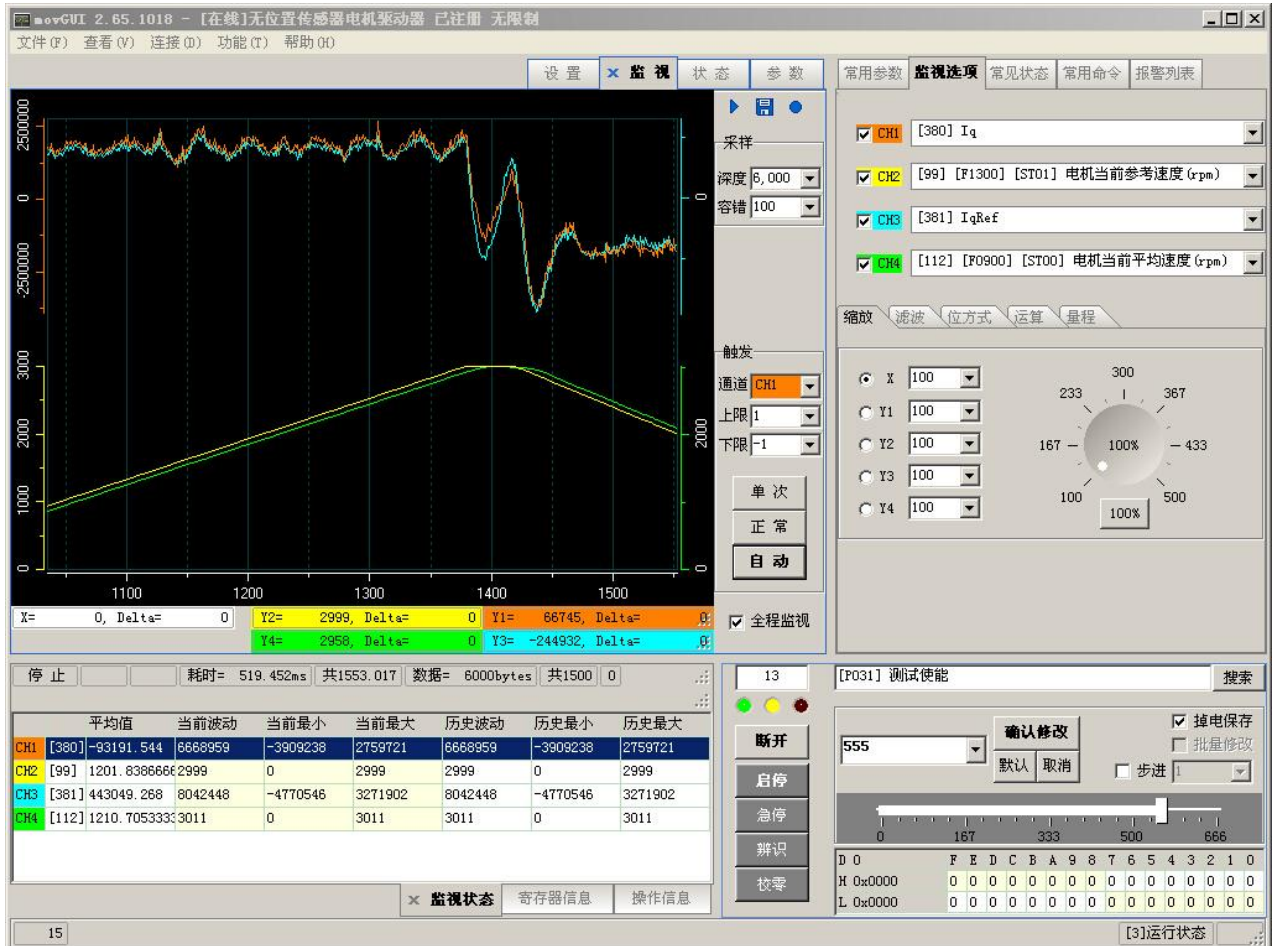 movGUI 2.65.1018 - [在线]无位置传感器电机驱动器 已注册 无限制
文件(F) 查看(V) 连接(D) 功能(T) 帮助(H)
设 置 × 监 视 状 态 参 数
常用参数 监视选项 常见状态 常用命令 报警列表
2500000
0
-2500000
3000
2000
1000
0
0
2000
0
1100 1200 1300 1400 1500
X= 0, Delta= 0 Y2= 2999, Delta= 0 Y1= 66745, Delta= 0
Y4= 2958, Delta= 0 Y3= -244932, Delta= 0
采样
深度 6,000
容错 100
触发
通道 CH1
上限 1
下限 -1
单 次
正 常
自 动
全程监视
CH1 [380] Iq
CH2 [99] [F1300] [ST01] 电机当前参考速度(rpm)
CH3 [381] IqRef
CH4 [112] [F0900] [ST00] 电机当前平均速度(rpm)
缩放 滤波 位方式 运算 量程
X 100
Y1 100
Y2 100
Y3 100
Y4 100
300
233 367
167 100% 433
100 500
100%
停 止 耗时= 519.452ms 共1553.017 数据= 6000bytes 共1500 0
平均值 当前波动 当前最小 当前最大 历史波动 历史最小 历史最大
CH1 [380] -93191.544 6668959 -3909238 2759721 6668959 -3909238 2759721
CH2 [99] 1201.8386666 2999 0 2999 2999 0 2999
CH3 [381] 443049.268 8042448 -4770546 3271902 8042448 -4770546 3271902
CH4 [112] 1210.7053333 3011 0 3011 3011 0 3011
× 监视状态 寄存器信息 操作信息
13
断开
启停
急停
辨识
校零
[P031] 测试使能 搜索
555
确认修改
默认 取消
掉电保存
批量修改
步进 1
0 167 333 500 666
D 0 F E D C B A 9 8 7 6 5 4 3 2 1 0
H 0x0000 0 0 0 0 0 0 0 0 0 0 0 0 0 0 0 0
L 0x0000 0 0 0 0 0 0 0 0 0 0 0 0 0 0 0 0
15 [3]运行状态